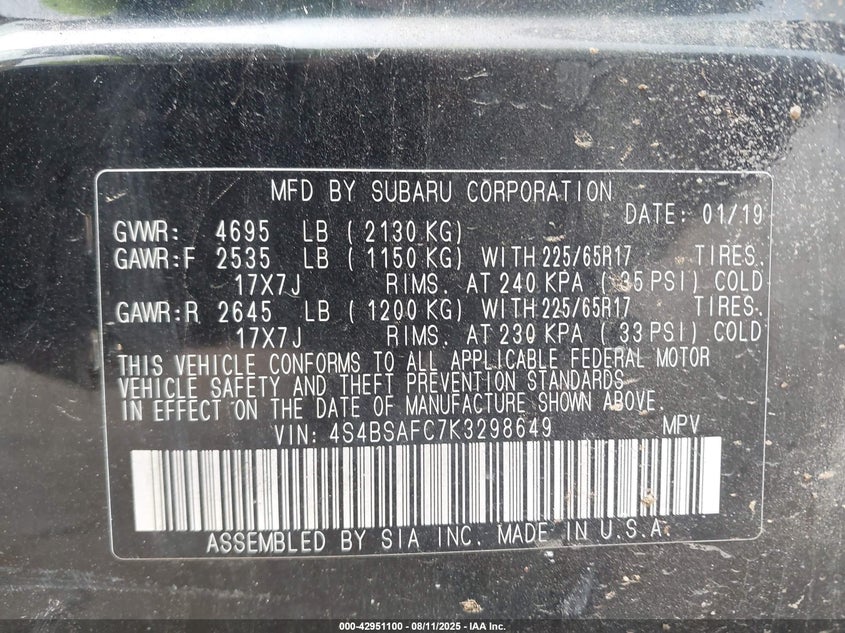 MFD BY SUBARU CORPORATION
DATE: 01/19
GVWR: 4695 LB ( 2130 KG)
GAWR:F 2535 LB ( 1150 KG) WITH 225/65R17 TIRES.
17X7J RIMS. AT 240 KPA ( 35 PSI) COLD
GAWR:R 2645 LB ( 1200 KG) WITH 225/65R17 TIRES.
17X7J RIMS. AT 230 KPA ( 33 PSI) COLD
THIS VEHICLE CONFORMS TO ALL APPLICABLE FEDERAL MOTOR
VEHICLE SAFETY AND THEFT PREVENTION STANDARDS
IN EFFECT ON THE DATE OF MANUFACTURE SHOWN ABOVE.
VIN: 4S4BSAFC7K3298649 MPV
ASSEMBLED BY SIA INC. MADE IN U.S.A.
000-42951100 - 08/11/2025 - IAA Inc.